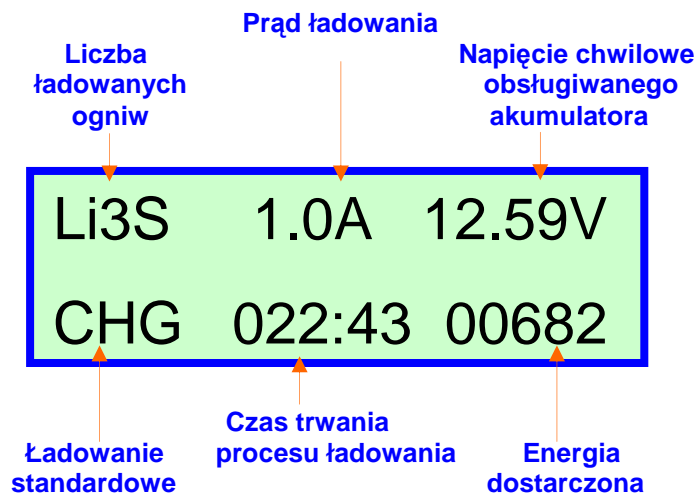 Prąd ładowania
Liczba
ładowanych
ogniw
Napięcie chwilowe
obsługiwanego
akumulatora
Li3S 1.0A 12.59V
CHG 022:43 00682
Ładowanie
standardowe
Czas trwania
procesu ładowania
Energia
dostarczona